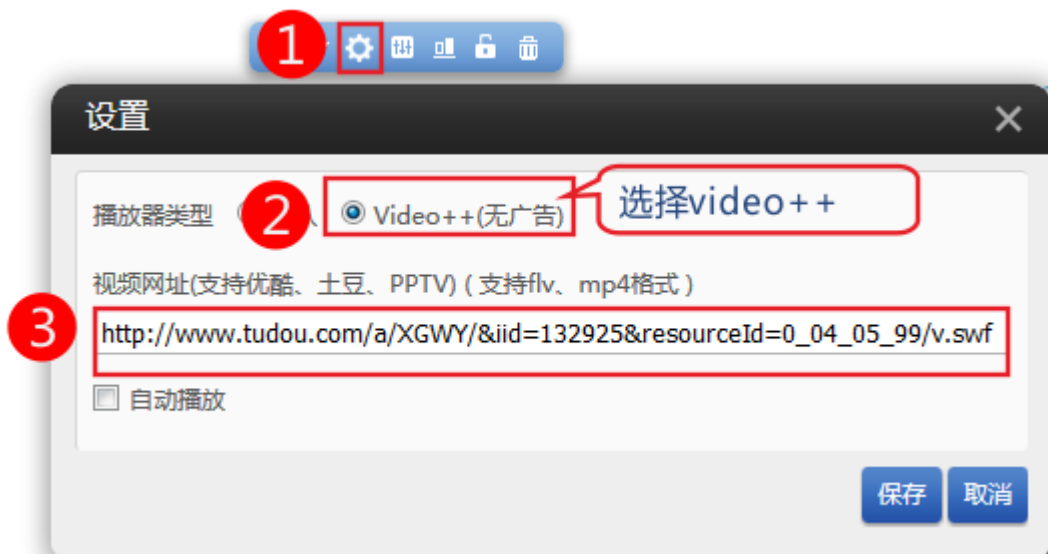 1
设置
播放器类型
2
Video++(无广告)
选择video++
视频网址(支持优酷、土豆、PPTV) ( 支持flv、mp4格式 )
3
http://www.tudou.com/a/XGWY/&iid=132925&resourceId=0_04_05_99/v.swf
自动播放
保存 取消